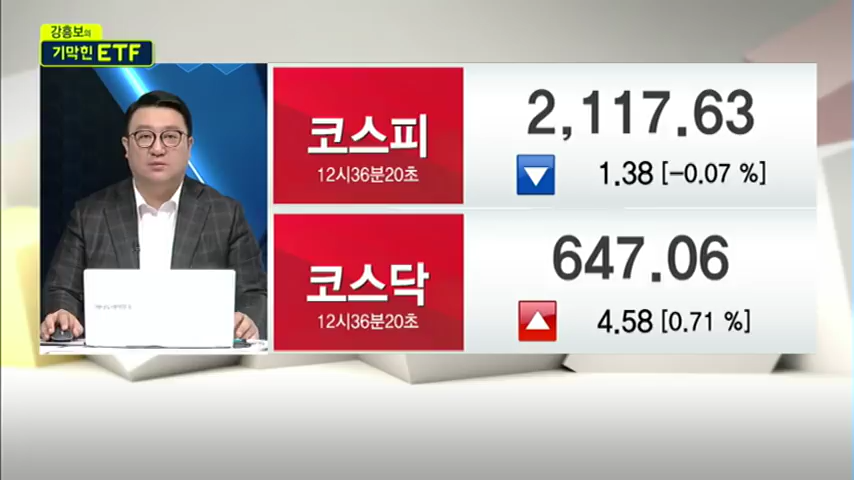 강흥보의
기막힌 ETF
코스피
12시36분20초
2,117.63
▼ 1.38 [-0.07 %]
코스닥
12시36분20초
647.06
▲ 4.58 [0.71 %]